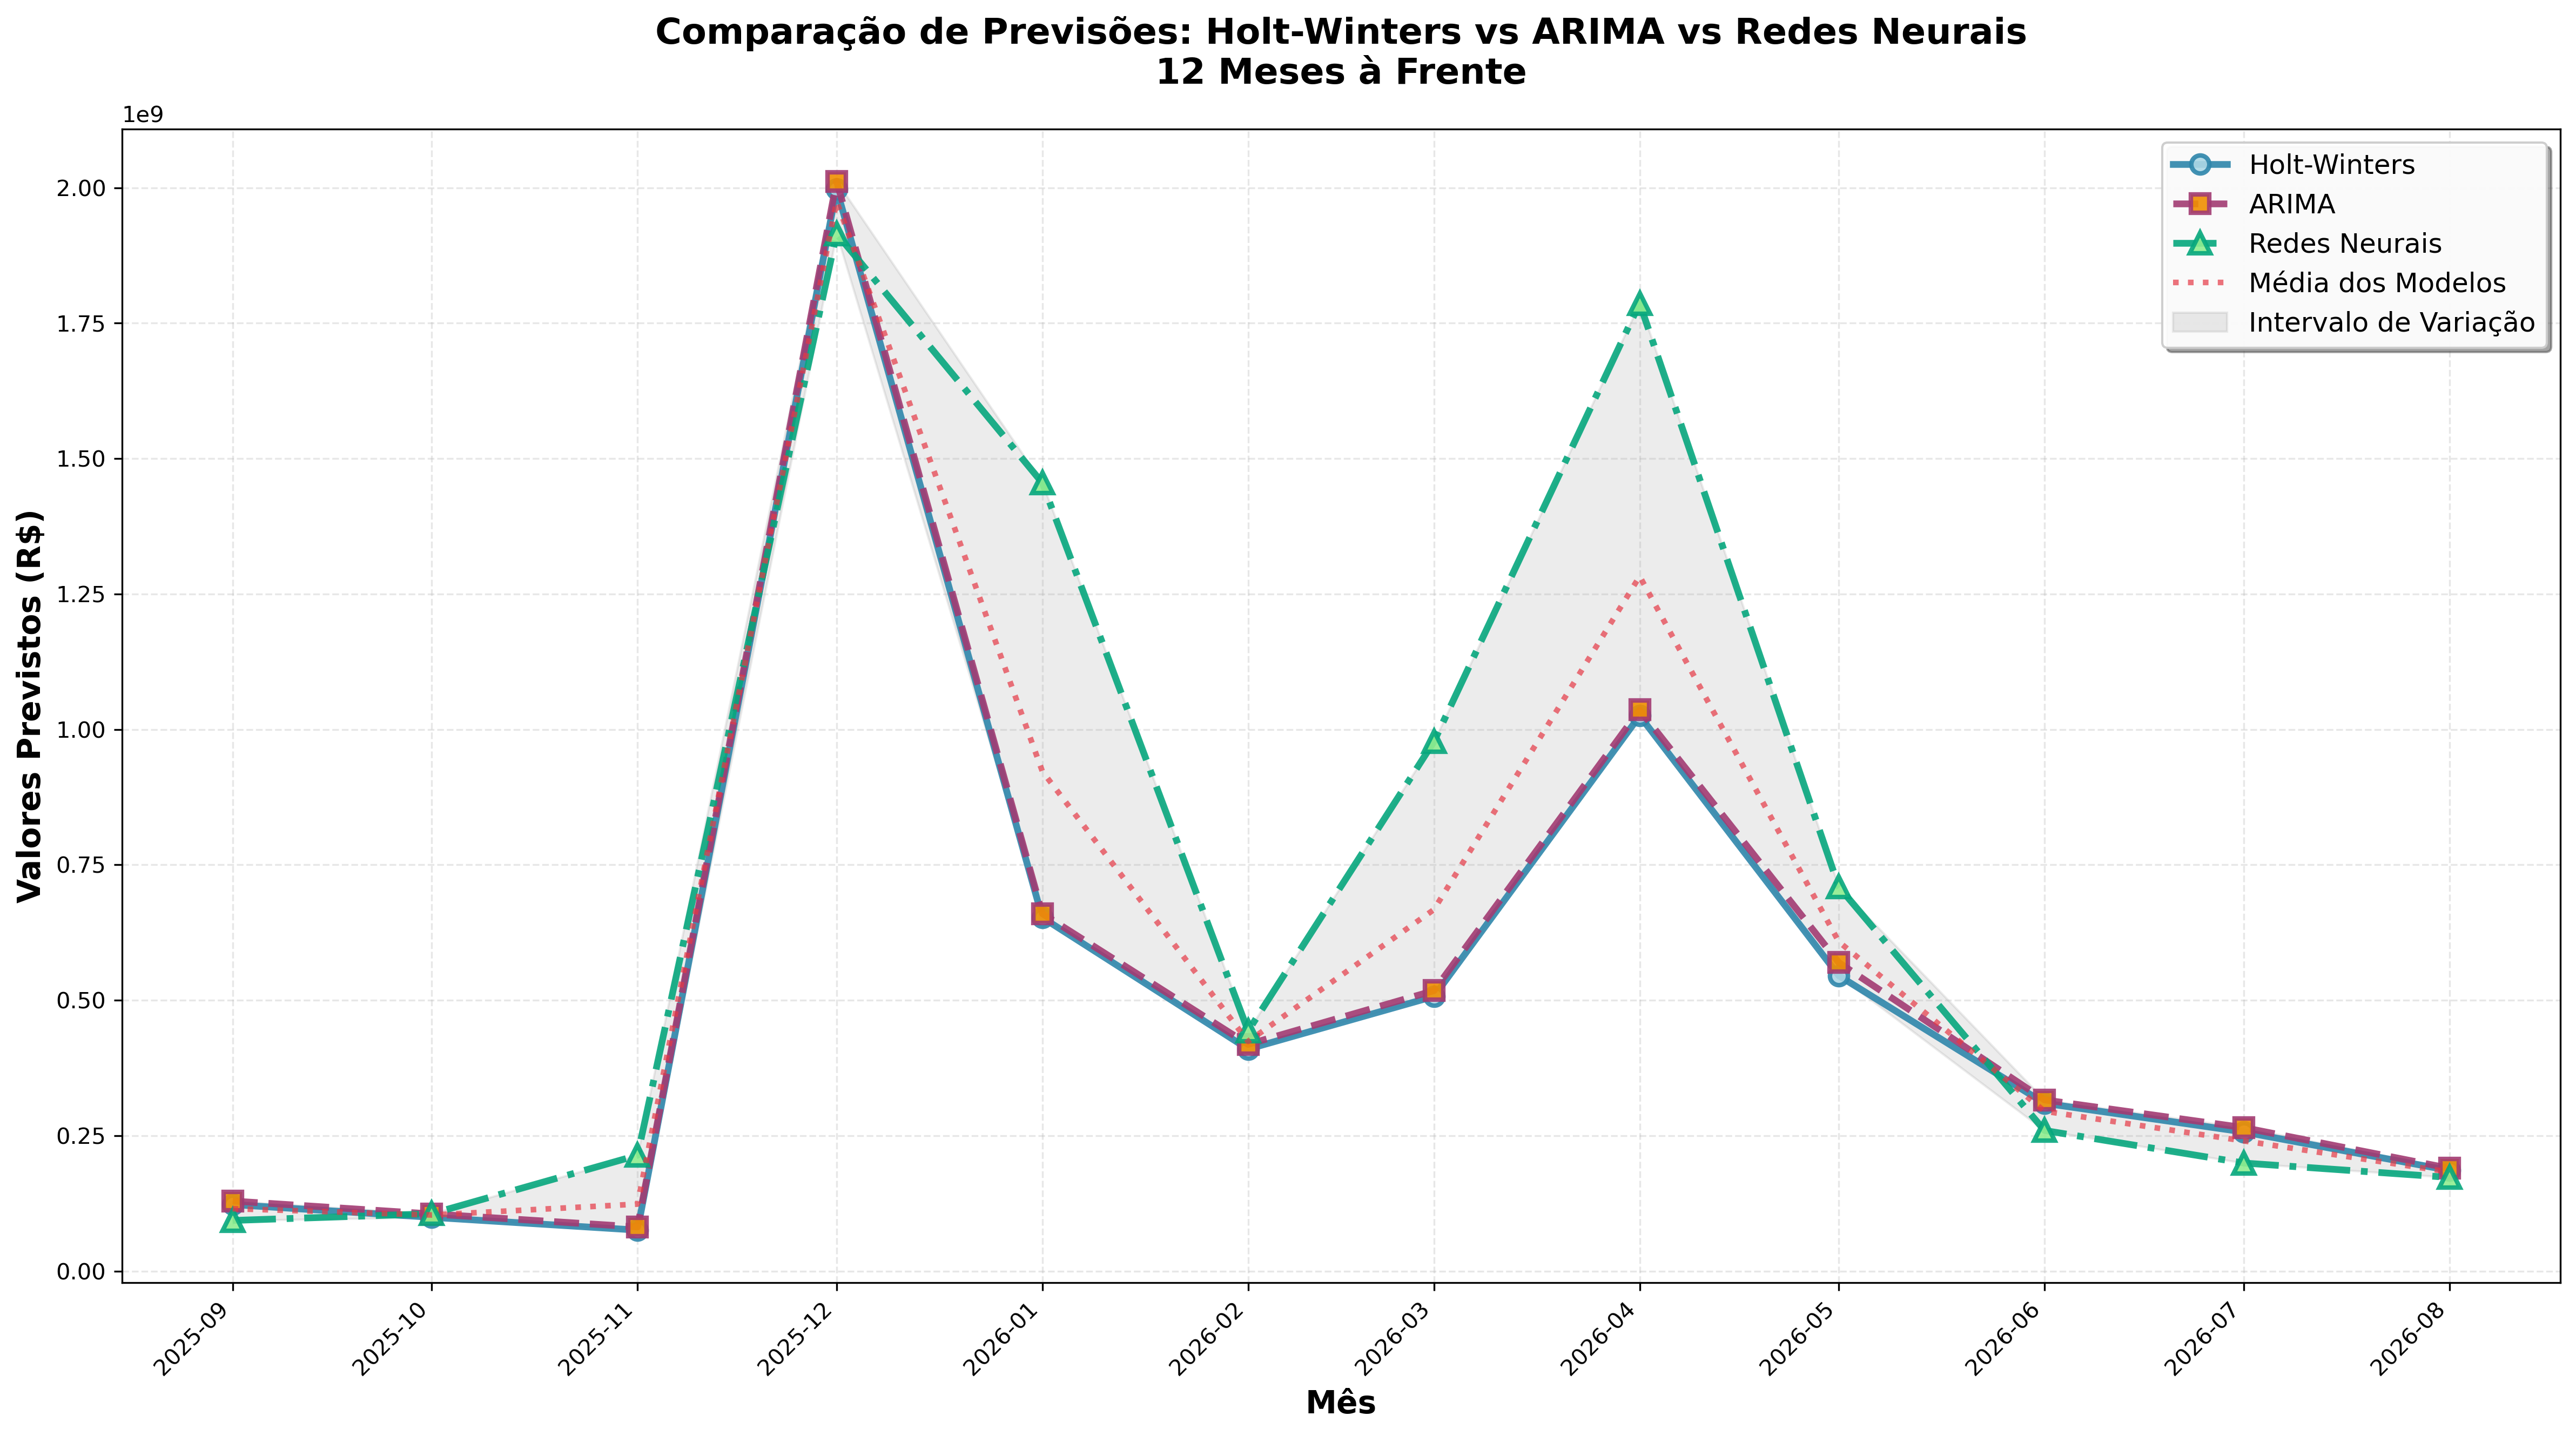 Comparação de Previsões: Holt-Winters vs ARIMA vs Redes Neurais
12 Meses à Frente
1e9
2.00
1.75
1.50
1.25
1.00
0.75
0.50
0.25
0.00
Valores Previstos (R$)
Holt-Winters
ARIMA
Redes Neurais
Média dos Modelos
Intervalo de Variação
2025-09
2025-10
2025-11
2025-12
2026-01
2026-02
2026-03
2026-04
2026-05
2026-06
2026-07
2026-08
Mês